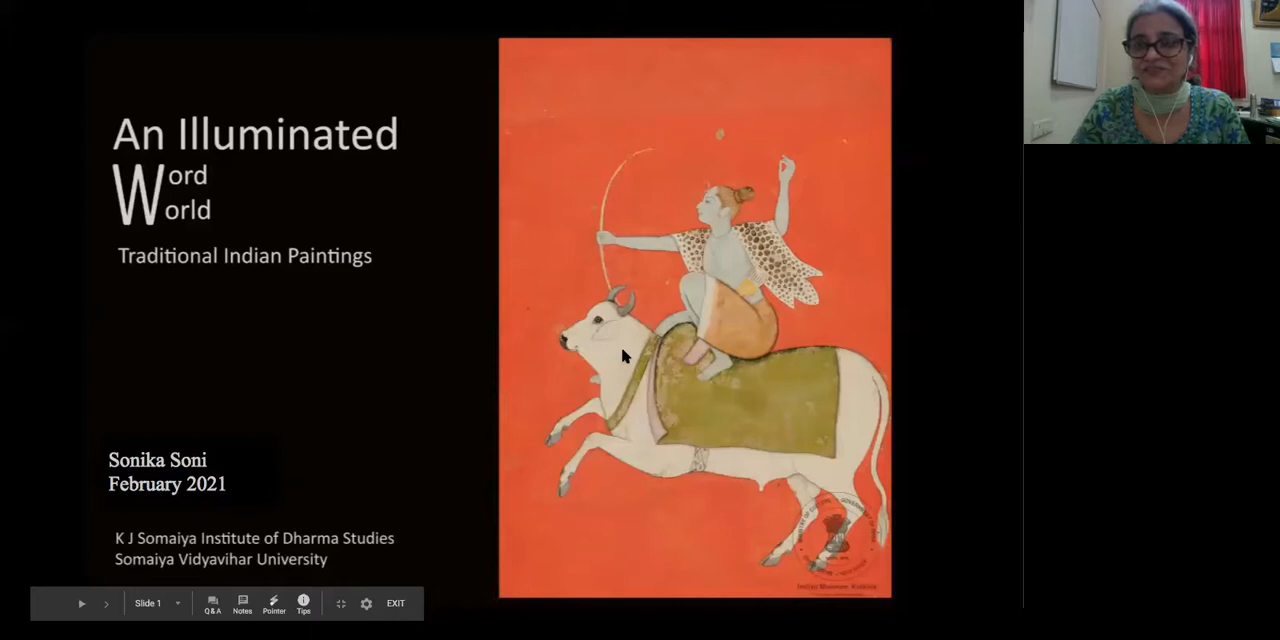 An Illuminated
Word
World
Traditional Indian Paintings
Sonika Soni
February 2021
K J Somaiya Institute of Dharma Studies
Somaiya Vidyavihar University
Slide 1
Q&A
Notes
Pointer
Tips
EXIT